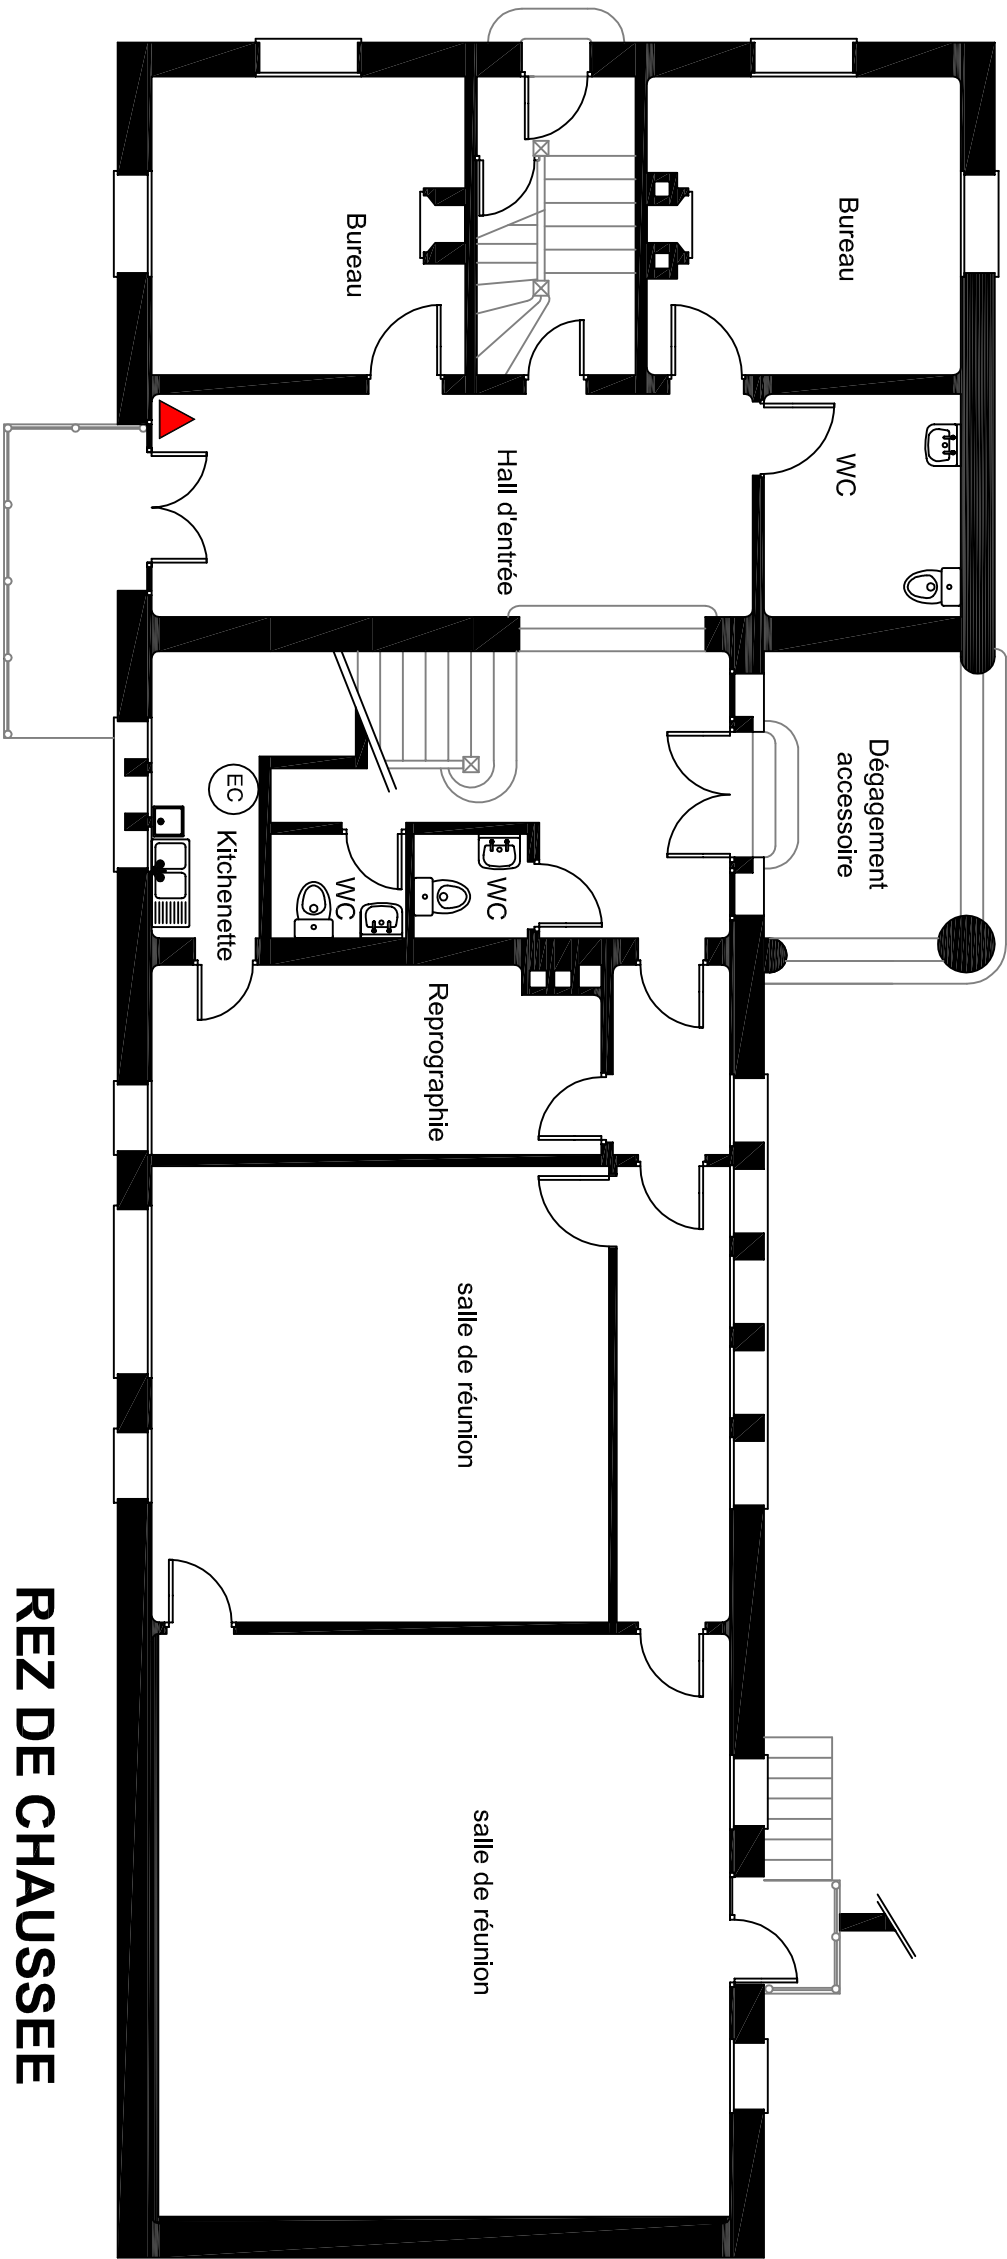 Bureau
Bureau
WC
Hall d'entrée
Dégagement
accessoire
EC
Kitchenette
WC
WC
Reprographie
salle de réunion
salle de réunion
REZ DE CHAUSSEE